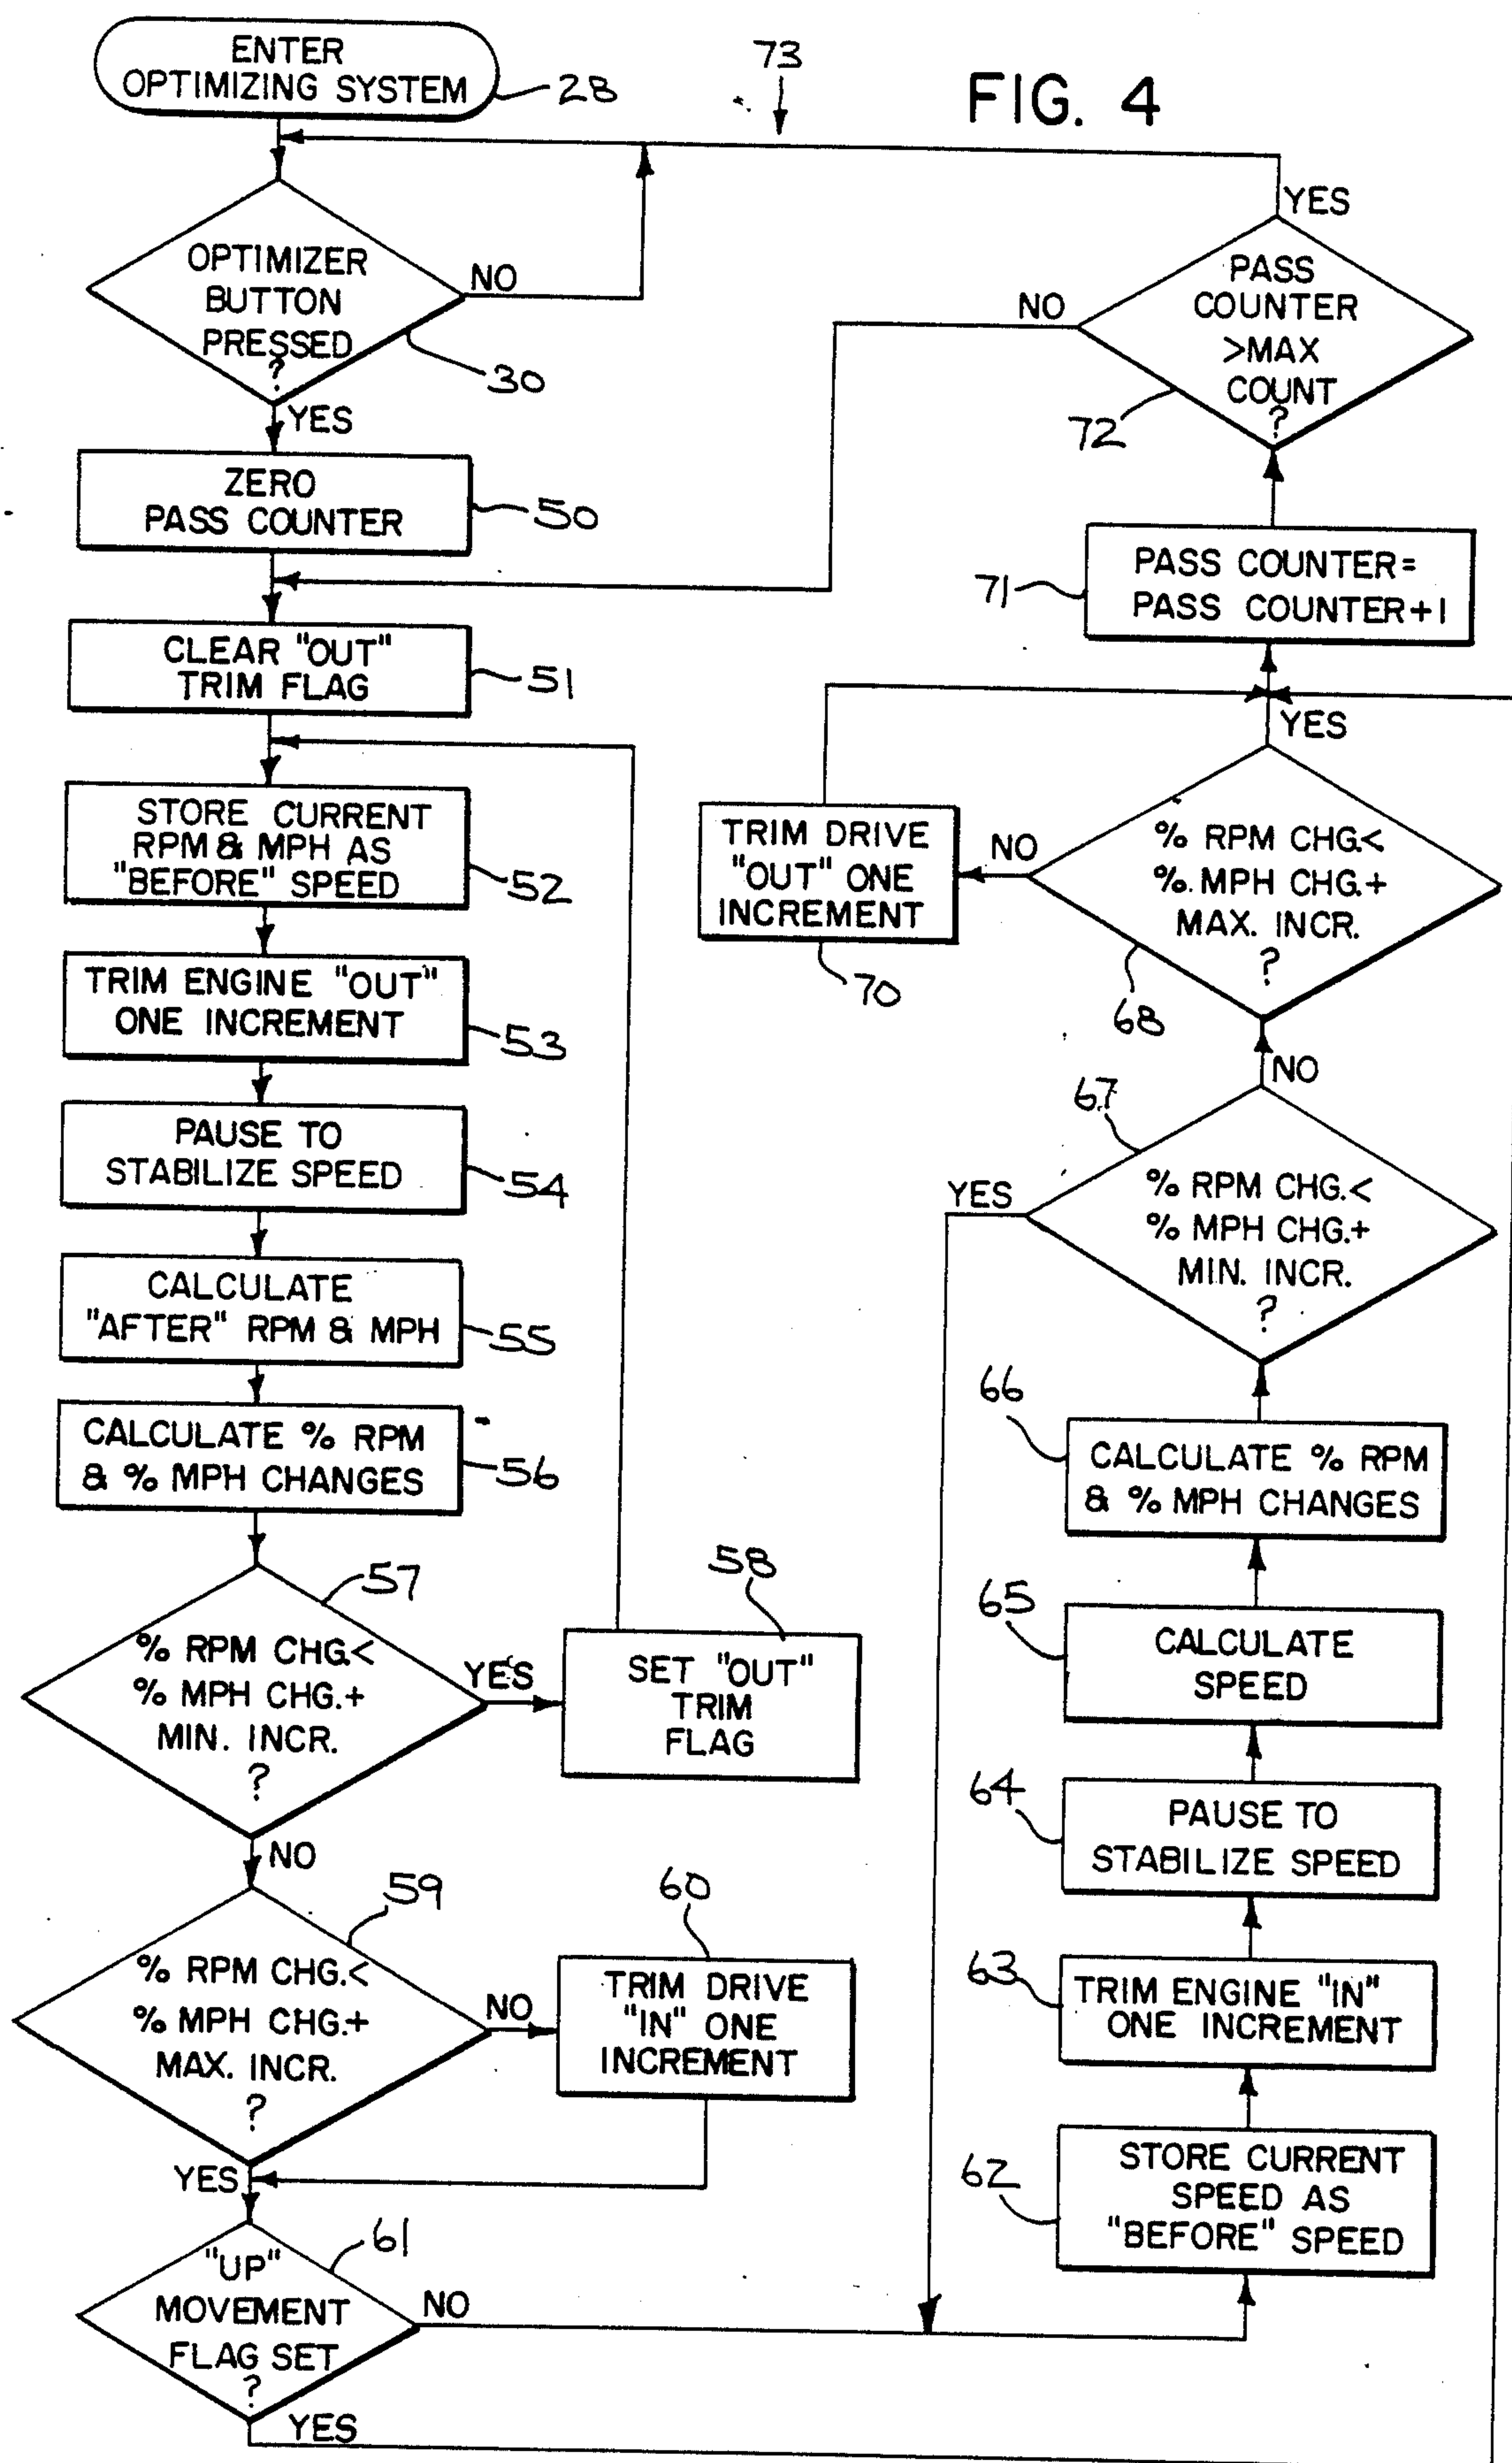 FIG. 4
73
ENTER
OPTIMIZING SYSTEM
28
OPTIMIZER
BUTTON
PRESSED
?
NO
30
YES
ZERO
PASS COUNTER
50
CLEAR "OUT"
TRIM FLAG
51
STORE CURRENT
RPM & MPH AS
"BEFORE" SPEED
52
TRIM ENGINE "OUT"
ONE INCREMENT
53
PAUSE TO
STABILIZE SPEED
54
CALCULATE
"AFTER" RPM & MPH
55
CALCULATE % RPM
& % MPH CHANGES
56
57
% RPM CHG.<
% MPH CHG.+
MIN. INCR.
?
YES
58
SET "OUT"
TRIM
FLAG
NO
59
% RPM CHG.<
% MPH CHG.+
MAX. INCR.
?
NO
60
TRIM DRIVE
"IN" ONE
INCREMENT
YES
61
"UP"
MOVEMENT
FLAG SET
?
NO
YES
62
STORE CURRENT
SPEED AS
"BEFORE" SPEED
63
TRIM ENGINE "IN"
ONE INCREMENT
64
PAUSE TO
STABILIZE SPEED
65
CALCULATE
SPEED
66
CALCULATE % RPM
& % MPH CHANGES
67
% RPM CHG.<
% MPH CHG.+
MIN. INCR.
?
YES
NO
68
% RPM CHG.<
%. MPH CHG.+
MAX. INCR.
?
NO
TRIM DRIVE
"OUT" ONE
INCREMENT
70
YES
71
PASS COUNTER=
PASS COUNTER+1
72
PASS
COUNTER
>MAX
COUNT
?
NO
YES